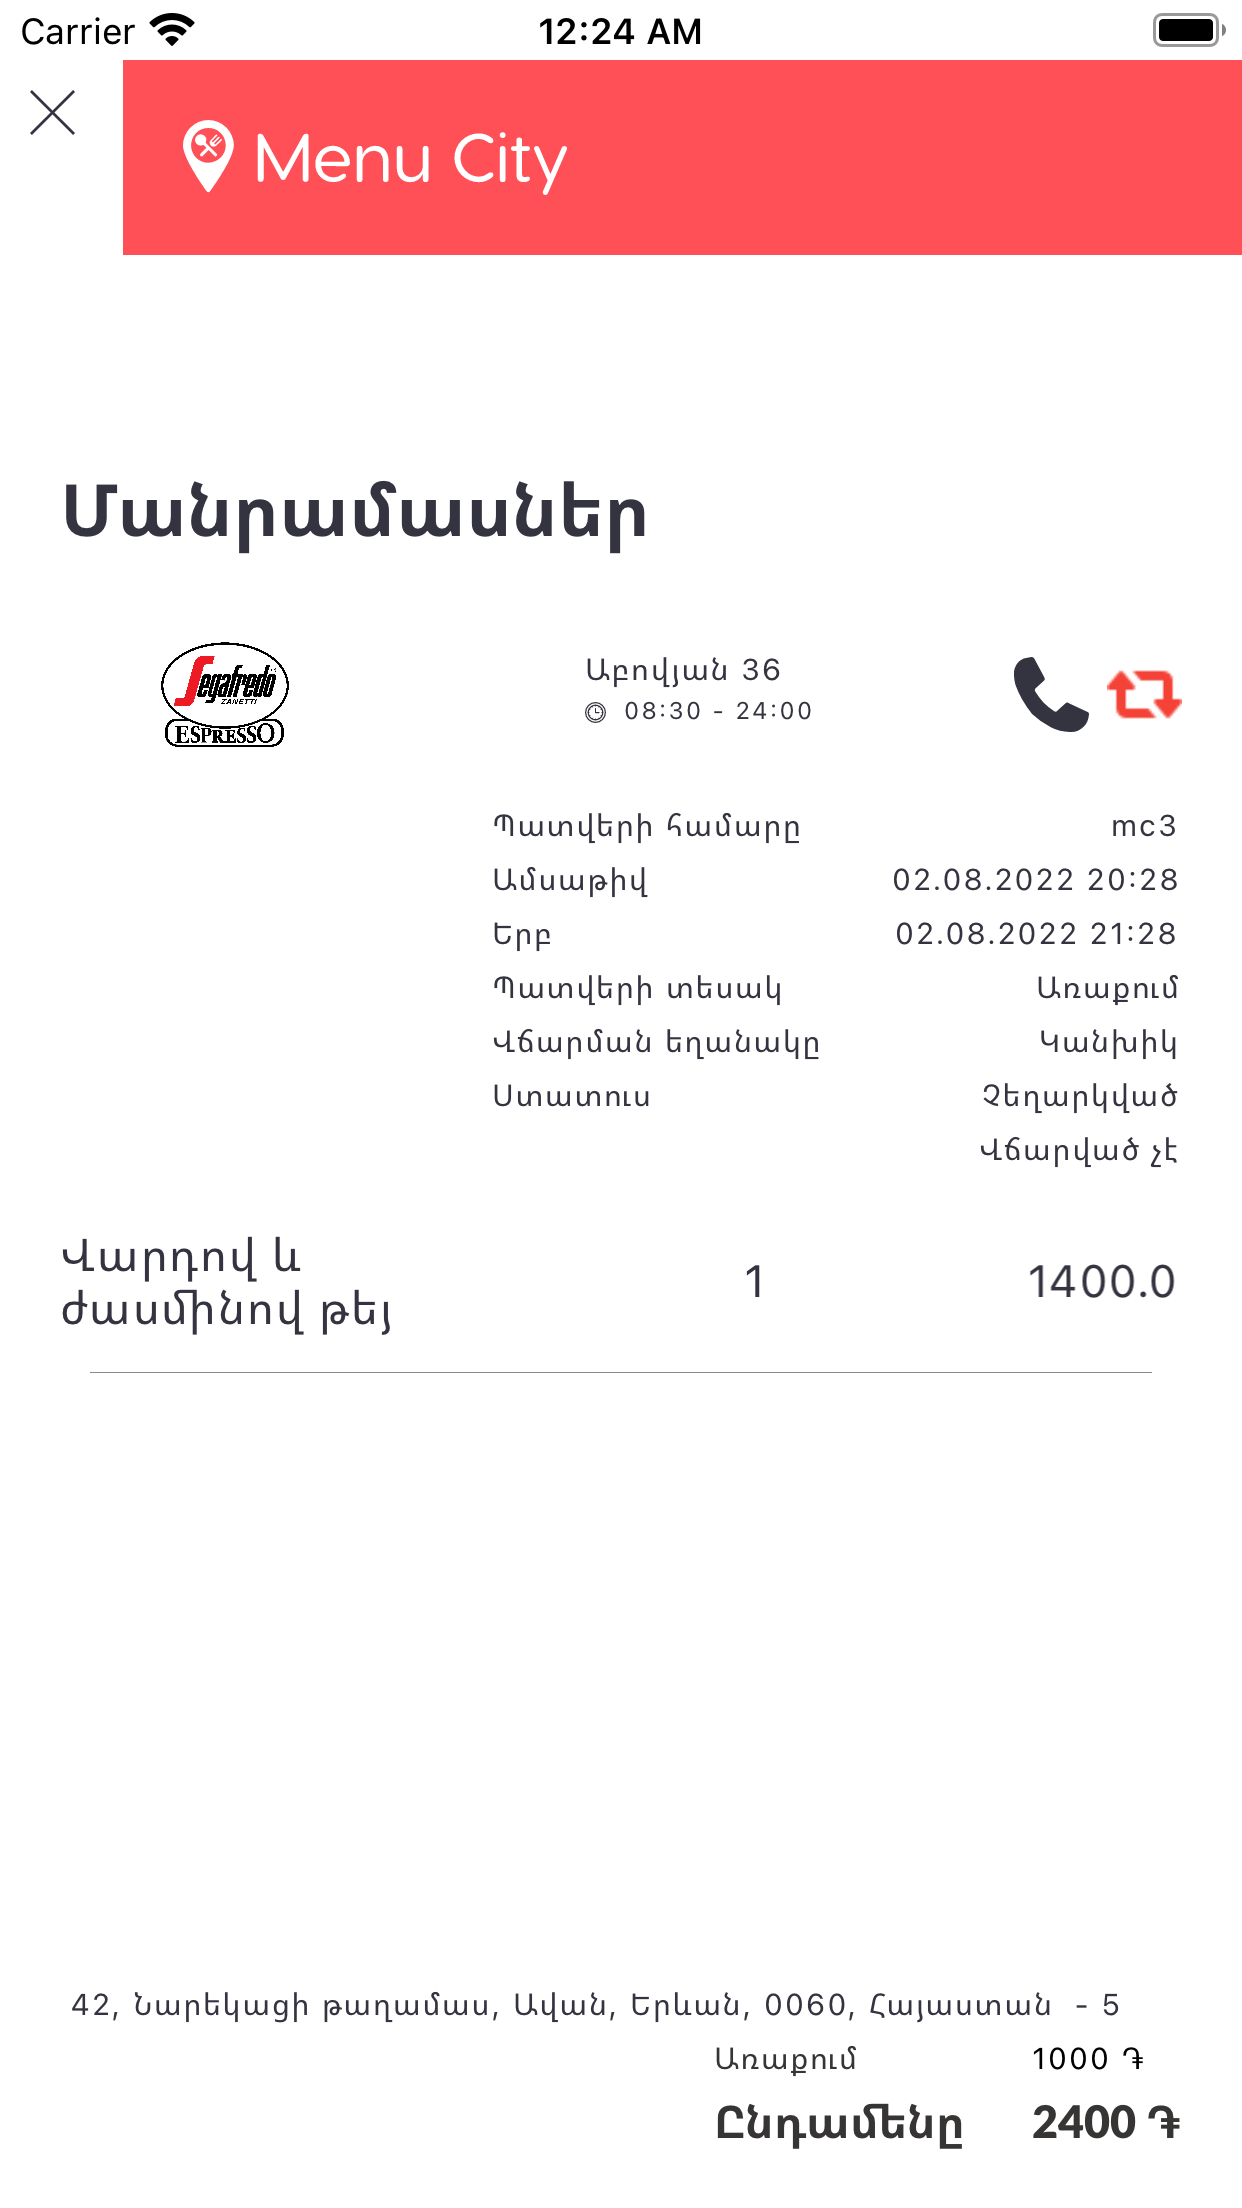 Carrier 12:24 AM
Menu City
Մանրամասներ
Segafredo
ZANETTI
ESPRESSO
Աբովյան 36
08:30 - 24:00
Պատվերի համարը mc3
Ամսաթիվ 02.08.2022 20:28
Երբ 02.08.2022 21:28
Պատվերի տեսակ Առաքում
Վճարման եղանակը Կանխիկ
Ստատուս Չեղարկված
Վճարված չէ
Վարդով և
ժասմինով թեյ 1 1400.0
42, Նարեկացի թաղամաս, Ավան, Երևան, 0060, Հայաստան - 5
Առաքում 1000 ֏
Ընդամենը 2400 ֏